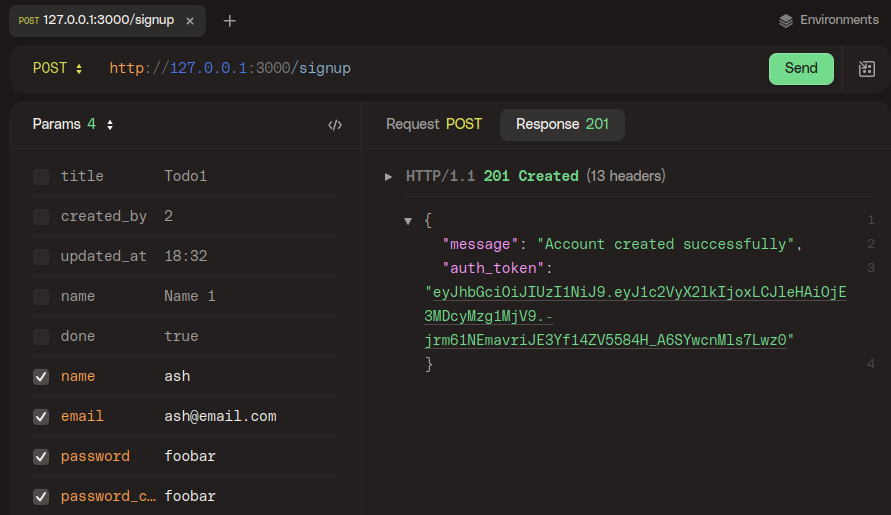 POST 127.0.0.1:3000/signup × + Environments
POST http://127.0.0.1:3000/signup Send
Params 4 </> Request POST Response 201
title Todo1
created_by 2
updated_at 18:32
name Name 1
done true
name ash
email ash@email.com
password foobar
password_c… foobar
HTTP/1.1 201 Created (13 headers)
{ 1
"message": "Account created successfully", 2
"auth_token": 3
"eyJhbGciOiJIUzI1NiJ9.eyJ1c2VyX2lkIjoxLCJleHAiOjE
3MDcyMzg1MjV9.-
jrm61NEmavriJE3Yf14ZV5584H_A6SYwcnMls7Lwz0"
} 4